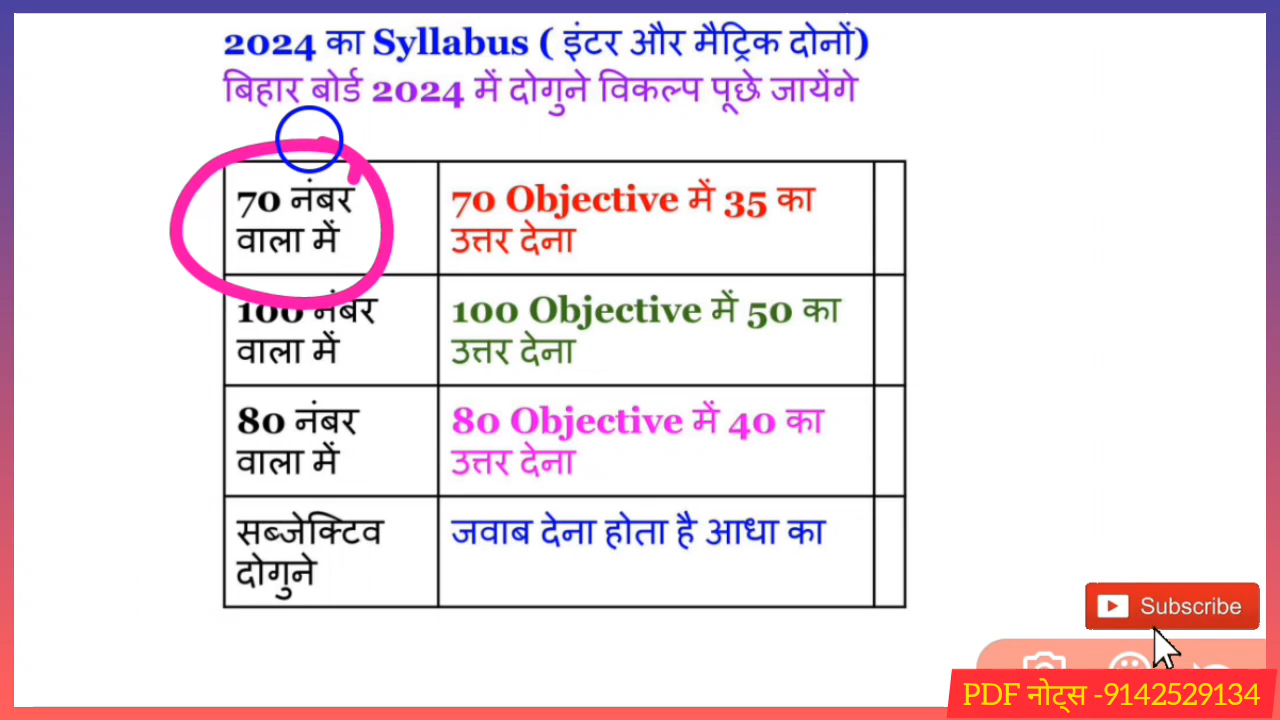 2024 का Syllabus ( इंटर और मैट्रिक दोनों)
बिहार बोर्ड 2024 में दोगुने विकल्प पूछे जायेंगे
70 नंबर
वाला में
70 Objective में 35 का
उत्तर देना
100 नंबर
वाला में
100 Objective में 50 का
उत्तर देना
80 नंबर
वाला में
80 Objective में 40 का
उत्तर देना
सब्जेक्टिव
दोगुने
जवाब देना होता है आधा का
Subscribe
PDF नोट्स -9142529134